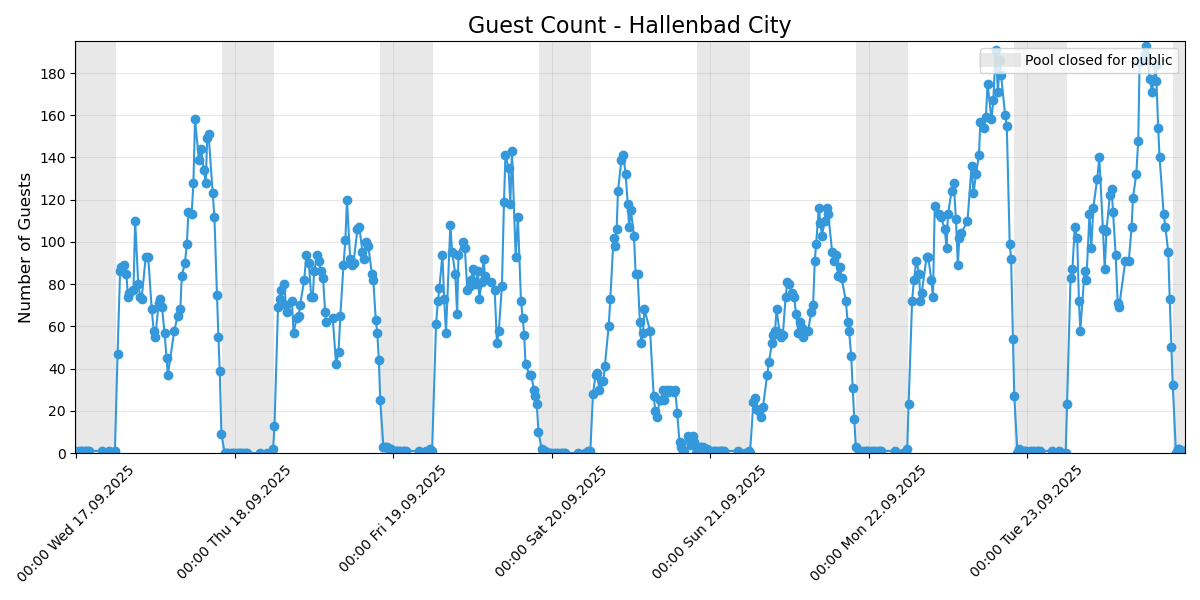 Guest Count - Hallenbad City
Pool closed for public
Number of Guests
180
160
140
120
100
80
60
40
20
0
00:00 Wed 17.09.2025
00:00 Thu 18.09.2025
00:00 Fri 19.09.2025
00:00 Sat 20.09.2025
00:00 Sun 21.09.2025
00:00 Mon 22.09.2025
00:00 Tue 23.09.2025